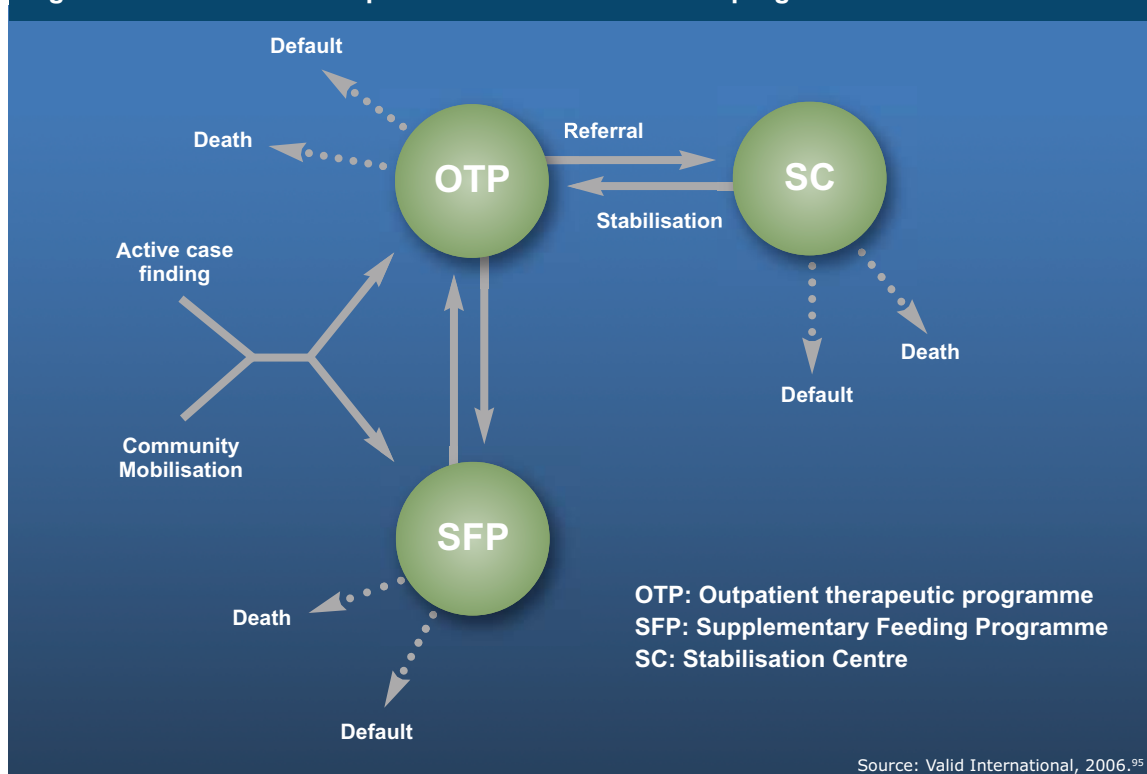 Default
Death
OTP
Referral
Stabilisation
SC
Active case
finding
Community
Mobilisation
Death
Default
SFP
Death
Default
OTP: Outpatient therapeutic programme
SFP: Supplementary Feeding Programme
SC: Stabilisation Centre
Source: Valid International, 2006.95